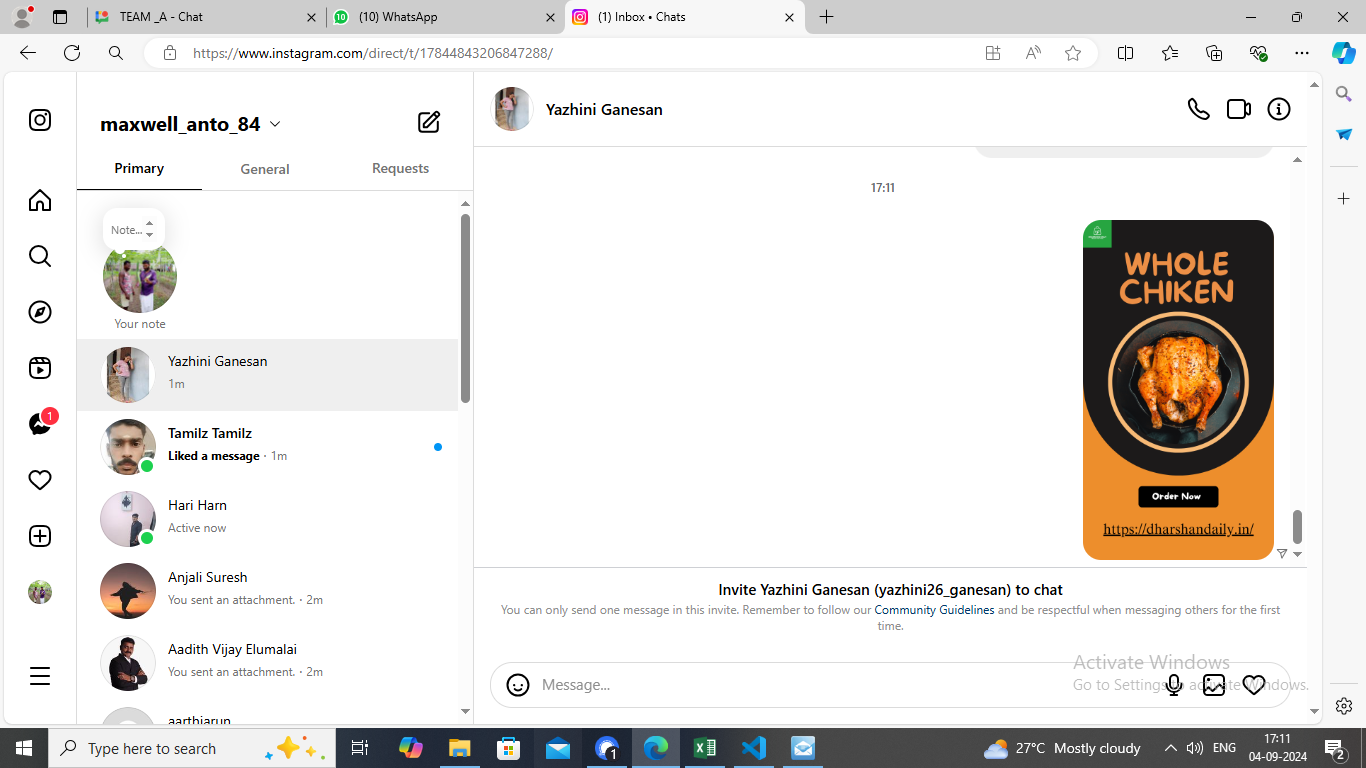 TEAM _A - Chat
(10) WhatsApp
(1) Inbox • Chats
https://www.instagram.com/direct/t/17844843206847288/
maxwell_anto_84
Primary
General
Requests
Note...
Your note
Yazhini Ganesan
1m
Tamilz Tamilz
Liked a message · 1m
Hari Harn
Active now
Anjali Suresh
You sent an attachment. · 2m
Aadith Vijay Elumalai
You sent an attachment. · 2m
aarthiarun
1
Yazhini Ganesan
17:11
WHOLE
CHIKEN
Order Now
https://dharshandaily.in/
Invite Yazhini Ganesan (yazhini26_ganesan) to chat
You can only send one message in this invite. Remember to follow our Community Guidelines and be respectful when messaging others for the first
time.
Message...
Activate Windows
Go to Settings to activate Windows.
Type here to search
27°C Mostly cloudy
ENG
17:11
04-09-2024
2